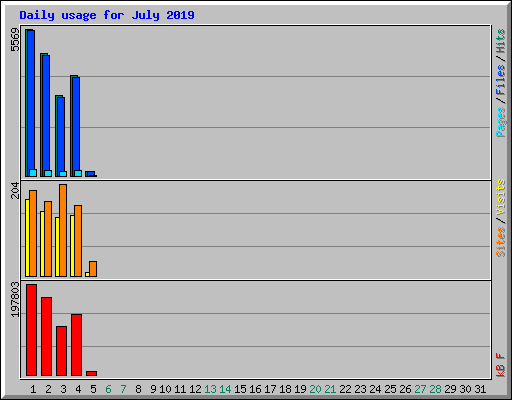 Daily usage for July 2019
5569
204
197803
Pages / Files / Hits
Sites / Visits
kB F
1 2 3 4 5 6 7 8 9 10 11 12 13 14 15 16 17 18 19 20 21 22 23 24 25 26 27 28 29 30 31